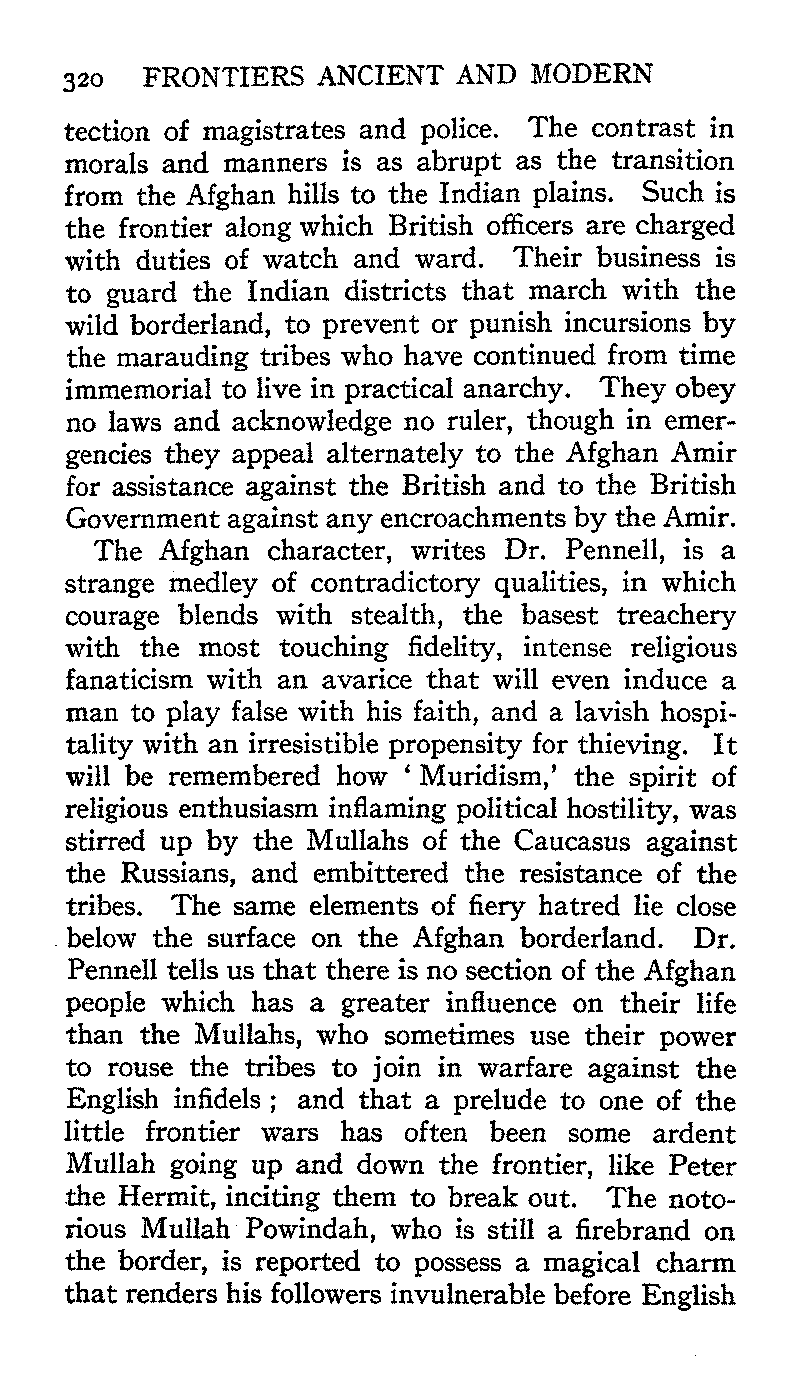 320 FRONTIERS ANCIENT AND MODERN
tection of magistrates and police. The contrast in
morals and manners is as abrupt as the transition
from the Afghan hills to the Indian plains. Such is
the frontier along which British officers are charged
with duties of watch and ward. Their business is
to guard the Indian districts that march with the
wild borderland, to prevent or punish incursions by
the marauding tribes who have continued from time
immemorial to live in practical anarchy. They obey
no laws and acknowledge no ruler, though in emer-
gencies they appeal alternately to the Afghan Amir
for assistance against the British and to the British
Government against any encroachments by the Amir.
The Afghan character, writes Dr. Pennell, is a
strange medley of contradictory qualities, in which
courage blends with stealth, the basest treachery
with the most touching fidelity, intense religious
fanaticism with an avarice that will even induce a
man to play false with his faith, and a lavish hospi-
tality with an irresistible propensity for thieving. It
will be remembered how ‘ Muridism,’ the spirit of
religious enthusiasm inflaming political hostility, was
stirred up by the Mullahs of the Caucasus against
the Russians, and embittered the resistance of the
tribes. The same elements of fiery hatred lie close
below the surface on the Afghan borderland. Dr.
Pennell tells us that there is no section of the Afghan
people which has a greater influence on their life
than the Mullahs, who sometimes use their power
to rouse the tribes to join in warfare against the
English infidels ; and that a prelude to one of the
little frontier wars has often been some ardent
Mullah going up and down the frontier, like Peter
the Hermit, inciting them to break out. The noto-
rious Mullah Powindah, who is still a firebrand on
the border, is reported to possess a magical charm
that renders his followers invulnerable before English